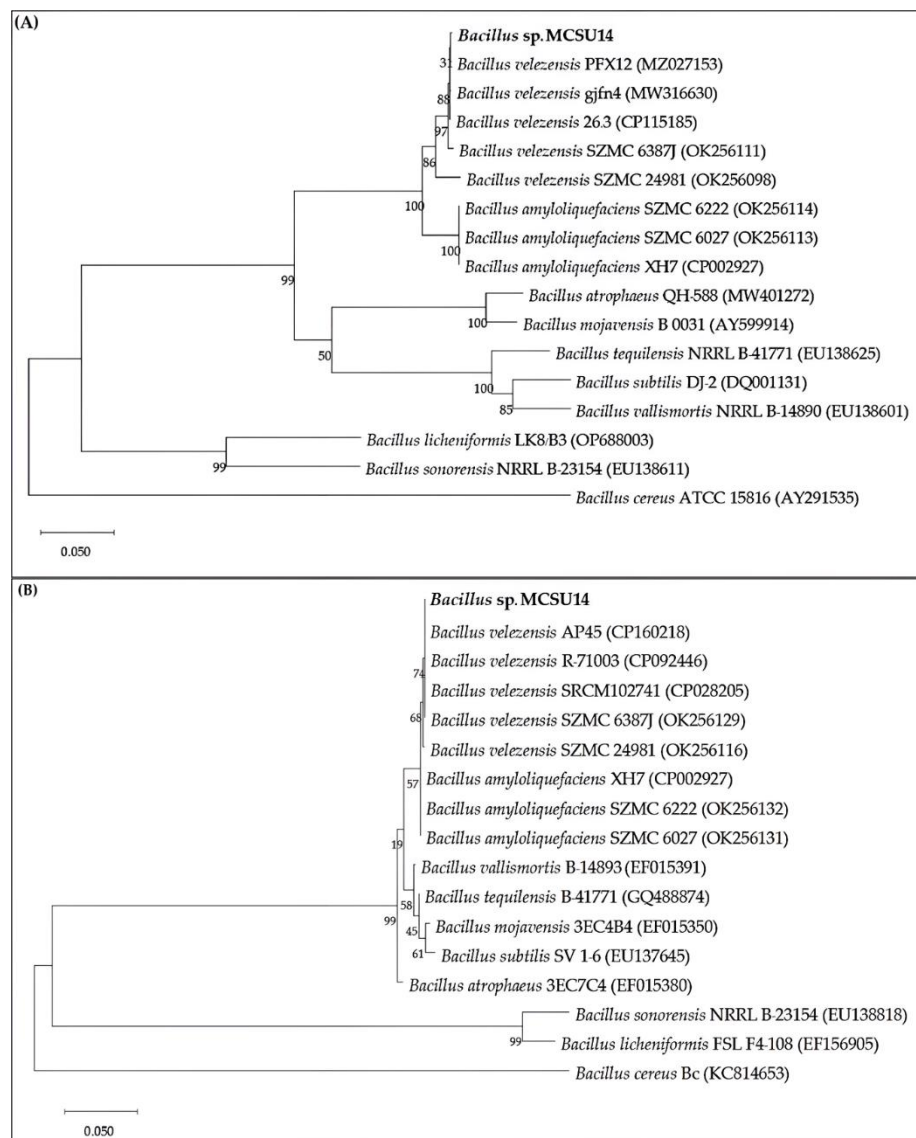 (A)
Bacillus sp. MCSU14
31
Bacillus velezensis PFX12 (MZ027153)
88
Bacillus velezensis gjfn4 (MW316630)
97
Bacillus velezensis 26.3 (CP115185)
Bacillus velezensis SZMC 6387J (OK256111)
86
Bacillus velezensis SZMC 24981 (OK256098)
100
Bacillus amyloliquefaciens SZMC 6222 (OK256114)
Bacillus amyloliquefaciens SZMC 6027 (OK256113)
100
Bacillus amyloliquefaciens XH7 (CP002927)
99
Bacillus atrophaeus QH-588 (MW401272)
100
Bacillus mojavensis B 0031 (AY599914)
50
Bacillus tequilensis NRRL B-41771 (EU138625)
100
Bacillus subtilis DJ-2 (DQ001131)
85
Bacillus vallismortis NRRL B-14890 (EU138601)
Bacillus licheniformis LK8/B3 (OP688003)
99
Bacillus sonorensis NRRL B-23154 (EU138611)
Bacillus cereus ATCC 15816 (AY291535)
0.050
(B)
Bacillus sp. MCSU14
Bacillus velezensis AP45 (CP160218)
74
Bacillus velezensis R-71003 (CP092446)
Bacillus velezensis SRCM102741 (CP028205)
68
Bacillus velezensis SZMC 6387J (OK256129)
Bacillus velezensis SZMC 24981 (OK256116)
57
Bacillus amyloliquefaciens XH7 (CP002927)
Bacillus amyloliquefaciens SZMC 6222 (OK256132)
19
Bacillus amyloliquefaciens SZMC 6027 (OK256131)
Bacillus vallismortis B-14893 (EF015391)
58
Bacillus tequilensis B-41771 (GQ488874)
99
45
Bacillus mojavensis 3EC4B4 (EF015350)
61
Bacillus subtilis SV 1-6 (EU137645)
Bacillus atrophaeus 3EC7C4 (EF015380)
Bacillus sonorensis NRRL B-23154 (EU138818)
99
Bacillus licheniformis FSL F4-108 (EF156905)
Bacillus cereus Bc (KC814653)
0.050